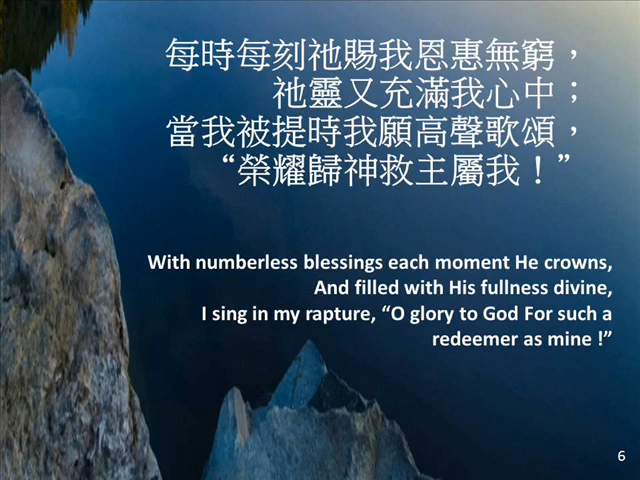 每時每刻祂賜我恩惠無窮，
祂靈又充滿我心中；
當我被提時我願高聲歌頌，
“榮耀歸神救主屬我！”
With numberless blessings each moment He crowns,
And filled with His fullness divine,
I sing in my rapture, “O glory to God For such a
redeemer as mine !”
6